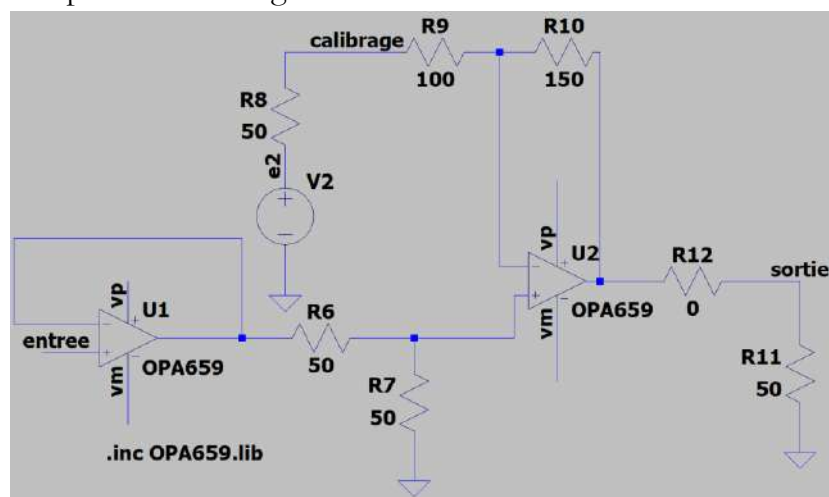 calibrage
R9
100
R10
150
R8
50
e2
V2
vp
U2
OPA659
vm
R12
0
sortie
R11
50
vp
U1
entree
OPA659
vm
R6
50
R7
50
.inc OPA659.lib